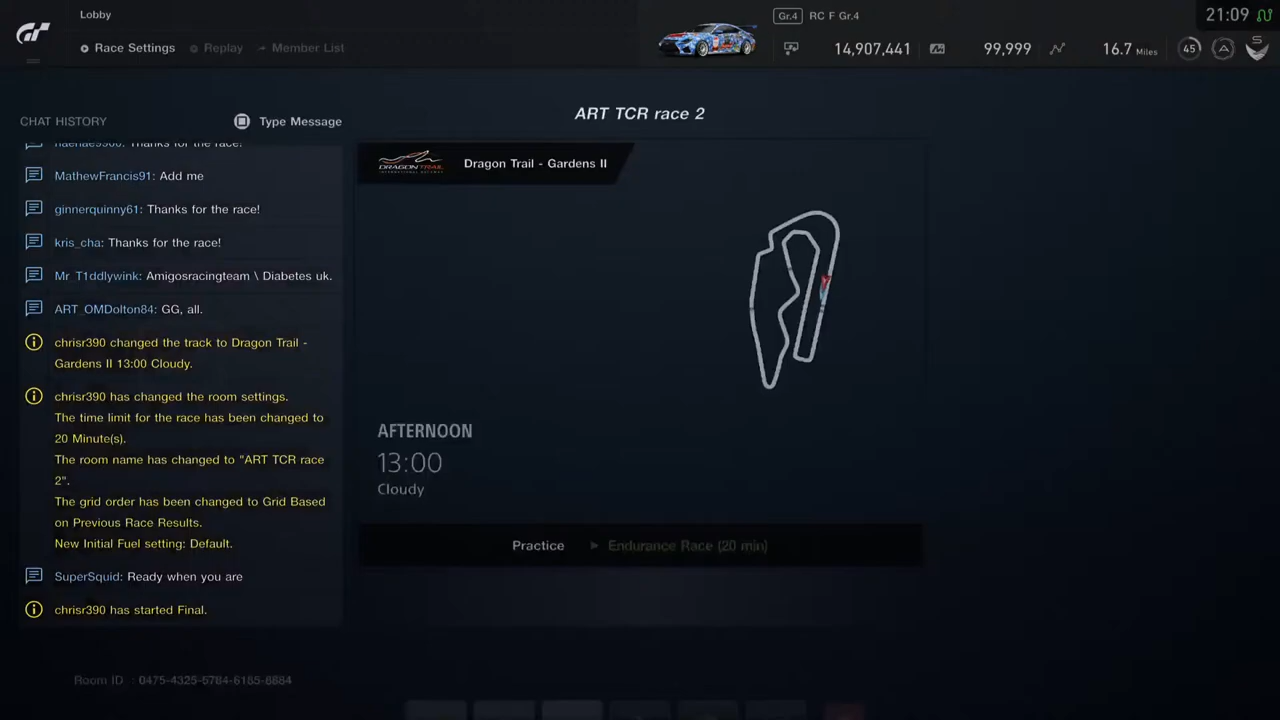 Lobby
Gr.4 RC F Gr.4
21:09
Race Settings Replay Member List
14,907,441 99,999 16.7 Miles 45 A S
ART TCR race 2
CHAT HISTORY Type Message
DRAGON TRAIL
Dragon Trail - Gardens II
Thanks for the race!
MathewFrancis91: Add me
ginnerquinny61: Thanks for the race!
kris_cha: Thanks for the race!
Mr_T1ddlywink: Amigosracingteam \ Diabetes uk.
ART_OMDolton84: GG, all.
chrisr390 changed the track to Dragon Trail -
Gardens II 13:00 Cloudy.
chrisr390 has changed the room settings.
The time limit for the race has been changed to
20 Minute(s).
The room name has changed to "ART TCR race
2".
The grid order has been changed to Grid Based
on Previous Race Results.
New Initial Fuel setting: Default.
SuperSquid: Ready when you are
chrisr390 has started Final.
AFTERNOON
13:00
Cloudy
Practice Endurance Race (20 min)
Room ID : 0475-4325-5784-6185-6884